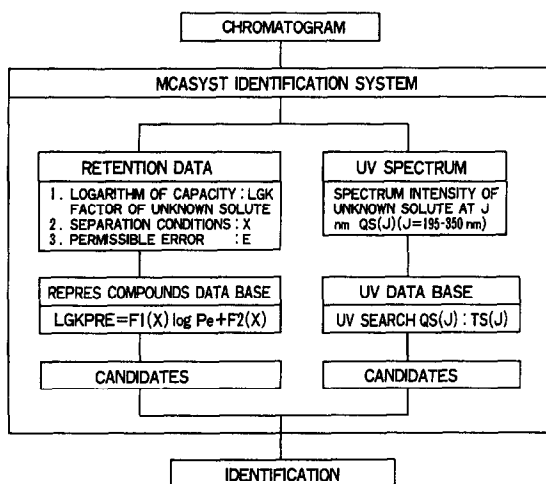 CHROMATOGRAM
MCASYST IDENTIFICATION SYSTEM
RETENTION DATA
1. LOGARITHM OF CAPACITY : LGK
FACTOR OF UNKNOWN SOLUTE
2. SEPARATION CONDITIONS : X
3. PERMISSIBLE ERROR : E
UV SPECTRUM
SPECTRUM INTENSITY OF
UNKNOWN SOLUTE AT J
nm QS(J)(J=195-350 nm)
REPRES COMPOUNDS DATA BASE
LGKPRE=F1(X) log Pe+F2(X)
UV DATA BASE
UV SEARCH QS(J) : TS(J)
CANDIDATES
CANDIDATES
IDENTIFICATION